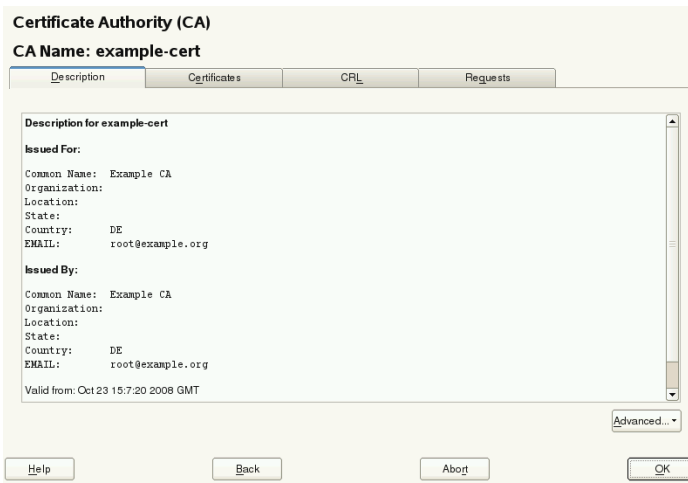 Certificate Authority (CA)
CA Name: example-cert
Description Certificates CRL Requests
Description for example-cert
Issued For:
Common Name: Example CA
Organization:
Location:
State:
Country: DE
EMAIL: root@example.org
Issued By:
Common Name: Example CA
Organization:
Location:
State:
Country: DE
EMAIL: root@example.org
Valid from: Oct 23 15:7:20 2008 GMT
Advanced...
Help Back Abort OK